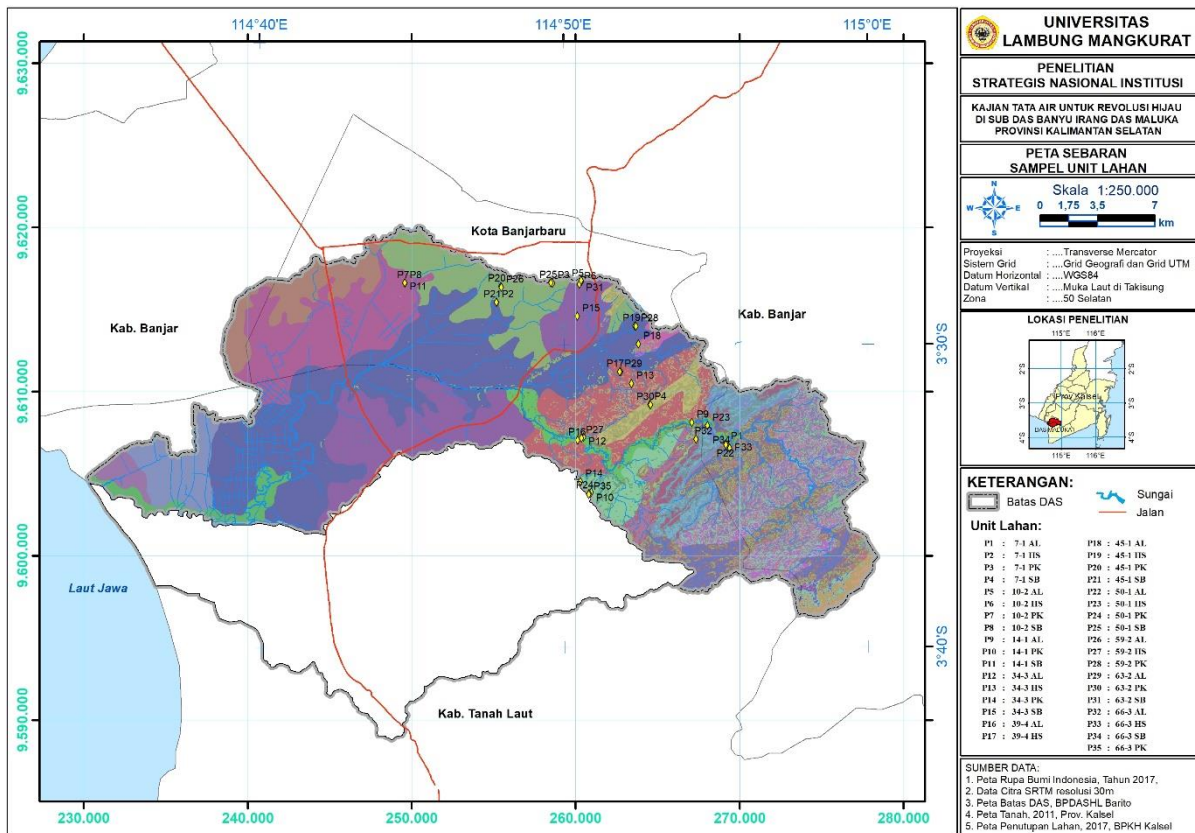 114°40'E 114°50'E 115°0'E
9.630.000
9.620.000
9.610.000
9.600.000
9.590.000
3°30'S
3°40'S
230.000 240.000 250.000 260.000 270.000 280.000
Kota Banjarbaru
Kab. Banjar
Kab. Banjar
Laut Jawa
Kab. Tanah Laut
P7P8
P11
P20 P26
P21 P2
P25P3
P5
P6
P31
P15
P19P28
P18
P17P29
P13
P30P4
P9
P23
P32
P1
P34
P33
P22
P16
P27
P12
P14
P24P35
P10
UNIVERSITAS
LAMBUNG MANGKURAT
PENELITIAN
STRATEGIS NASIONAL INSTITUSI
KAJIAN TATA AIR UNTUK REVOLUSI HIJAU
DI SUB DAS BANYU IRANG DAS MALUKA
PROVINSI KALIMANTAN SELATAN
PETA SEBARAN
SAMPEL UNIT LAHAN
N
W E
S
Skala 1:250.000
0 1,75 3,5 7
km
Proyeksi : ....Transverse Mercator
Sistem Grid : ....Grid Geografi dan Grid UTM
Datum Horizontal : ....WGS84
Datum Vertikal : ....Muka Laut di Takisung
Zona : ....50 Selatan
LOKASI PENELITIAN
115°E 116°E
2°S
3°S
4°S
2°S
3°S
4°S
Prov Kalsel
DAS MALUKA
115°E 116°E
KETERANGAN:
Batas DAS
Sungai
Jalan
Unit Lahan:
P1 : 7-1 AL
P2 : 7-1 HS
P3 : 7-1 PK
P4 : 7-1 SB
P5 : 10-2 AL
P6 : 10-2 HS
P7 : 10-2 PK
P8 : 10-2 SB
P9 : 14-1 AL
P10 : 14-1 PK
P11 : 14-1 SB
P12 : 34-3 AL
P13 : 34-3 HS
P14 : 34-3 PK
P15 : 34-3 SB
P16 : 39-4 AL
P17 : 39-4 HS
P18 : 45-1 AL
P19 : 45-1 HS
P20 : 45-1 PK
P21 : 45-1 SB
P22 : 50-1 AL
P23 : 50-1 HS
P24 : 50-1 PK
P25 : 50-1 SB
P26 : 59-2 AL
P27 : 59-2 HS
P28 : 59-2 PK
P29 : 63-2 AL
P30 : 63-2 PK
P31 : 63-2 SB
P32 : 66-3 AL
P33 : 66-3 HS
P34 : 66-3 SB
P35 : 66-3 PK
SUMBER DATA:
1. Peta Rupa Bumi Indonesia, Tahun 2017,
2. Data Citra SRTM resolusi 30m
3. Peta Batas DAS, BPDASHL Barito
4. Peta Tanah, 2011, Prov. Kalsel
5. Peta Penutupan Lahan, 2017, BPKH Kalsel